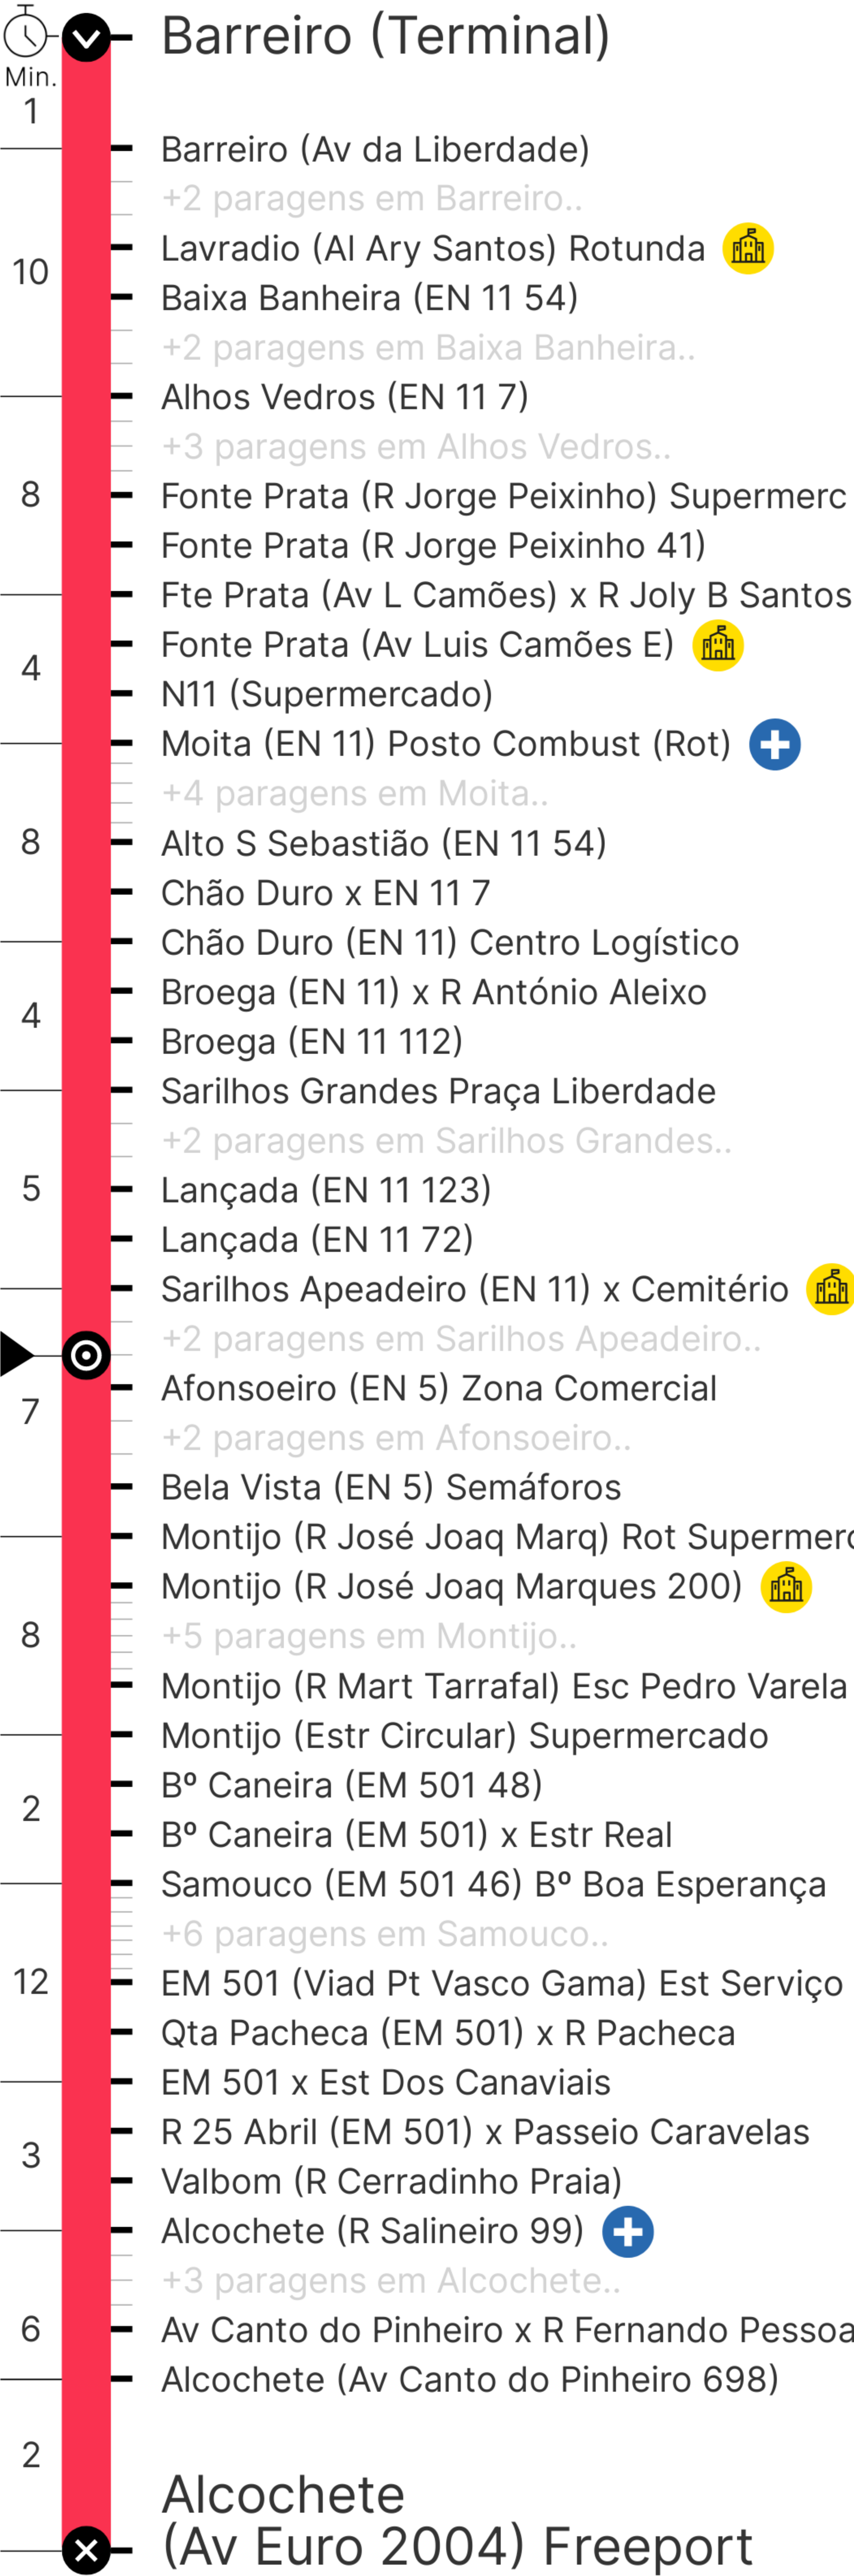 Barreiro (Terminal)
Min.
1
Barreiro (Av da Liberdade)
+2 paragens em Barreiro..
Lavradio (Al Ary Santos) Rotunda
10
Baixa Banheira (EN 11 54)
+2 paragens em Baixa Banheira..
Alhos Vedros (EN 11 7)
+3 paragens em Alhos Vedros..
8
Fonte Prata (R Jorge Peixinho) Supermerc
Fonte Prata (R Jorge Peixinho 41)
Fte Prata (Av L Camões) x R Joly B Santos
Fonte Prata (Av Luis Camões E)
4
N11 (Supermercado)
Moita (EN 11) Posto Combust (Rot)
+4 paragens em Moita..
8
Alto S Sebastião (EN 11 54)
Chão Duro x EN 11 7
Chão Duro (EN 11) Centro Logístico
Broega (EN 11) x R António Aleixo
4
Broega (EN 11 112)
Sarilhos Grandes Praça Liberdade
+2 paragens em Sarilhos Grandes..
5
Lançada (EN 11 123)
Lançada (EN 11 72)
Sarilhos Apeadeiro (EN 11) x Cemitério
+2 paragens em Sarilhos Apeadeiro..
Afonsoeiro (EN 5) Zona Comercial
7
+2 paragens em Afonsoeiro..
Bela Vista (EN 5) Semáforos
Montijo (R José Joaq Marq) Rot Supermerc
Montijo (R José Joaq Marques 200)
8
+5 paragens em Montijo..
Montijo (R Mart Tarrafal) Esc Pedro Varela
Montijo (Estr Circular) Supermercado
Bº Caneira (EM 501 48)
2
Bº Caneira (EM 501) x Estr Real
Samouco (EM 501 46) Bº Boa Esperança
+6 paragens em Samouco..
12
EM 501 (Viad Pt Vasco Gama) Est Serviço
Qta Pacheca (EM 501) x R Pacheca
EM 501 x Est Dos Canaviais
R 25 Abril (EM 501) x Passeio Caravelas
3
Valbom (R Cerradinho Praia)
Alcochete (R Salineiro 99)
+3 paragens em Alcochete..
6
Av Canto do Pinheiro x R Fernando Pessoa
Alcochete (Av Canto do Pinheiro 698)
2
Alcochete
(Av Euro 2004) Freeport